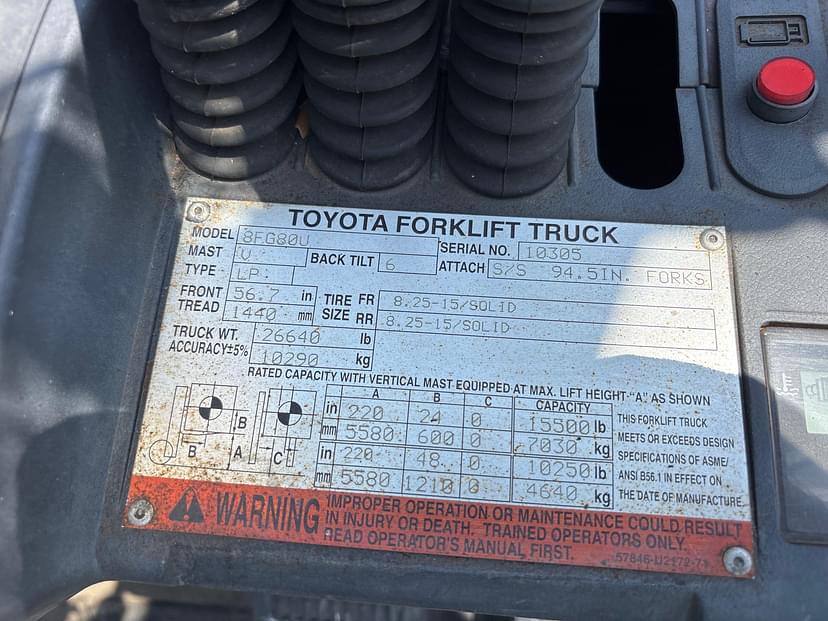 TOYOTA FORKLIFT TRUCK
MODEL 8FG80U SERIAL NO. 10305
MAST V BACK TILT 6 ATTACH S/S 94.5IN. FORKS
TYPE LP
FRONT TREAD 56.7 in TIRE SIZE FR 8.25-15/SOLID
1440 mm RR 8.25-15/SOLID
TRUCK WT. 26640 lb
ACCURACY±5% 10290 kg
RATED CAPACITY WITH VERTICAL MAST EQUIPPED AT MAX. LIFT HEIGHT "A" AS SHOWN
A B C CAPACITY
in 220 24 0 15500 lb
mm 5580 600 0 7030 kg
in 220 48 0 10250 lb
mm 5580 1210 0 4640 kg
B
B A C
THIS FORKLIFT TRUCK
MEETS OR EXCEEDS DESIGN
SPECIFICATIONS OF ASME/
ANSI B56.1 IN EFFECT ON
THE DATE OF MANUFACTURE.
WARNING
IMPROPER OPERATION OR MAINTENANCE COULD RESULT
IN INJURY OR DEATH. TRAINED OPERATORS ONLY.
READ OPERATOR'S MANUAL FIRST.
57846-U2172-71